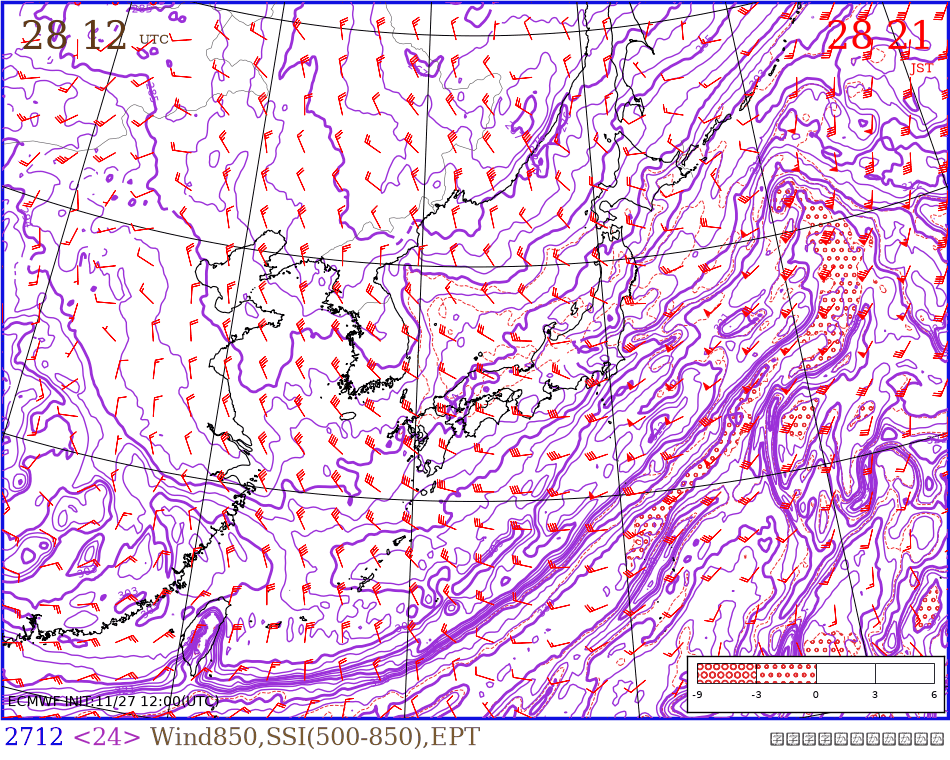 28 12 UTC
28 21
JST
ECMWF INIT:11/27 12:00(UTC)
-9 -3 0 3 6
2712 <24> Wind850,SSI(500-850),EPT